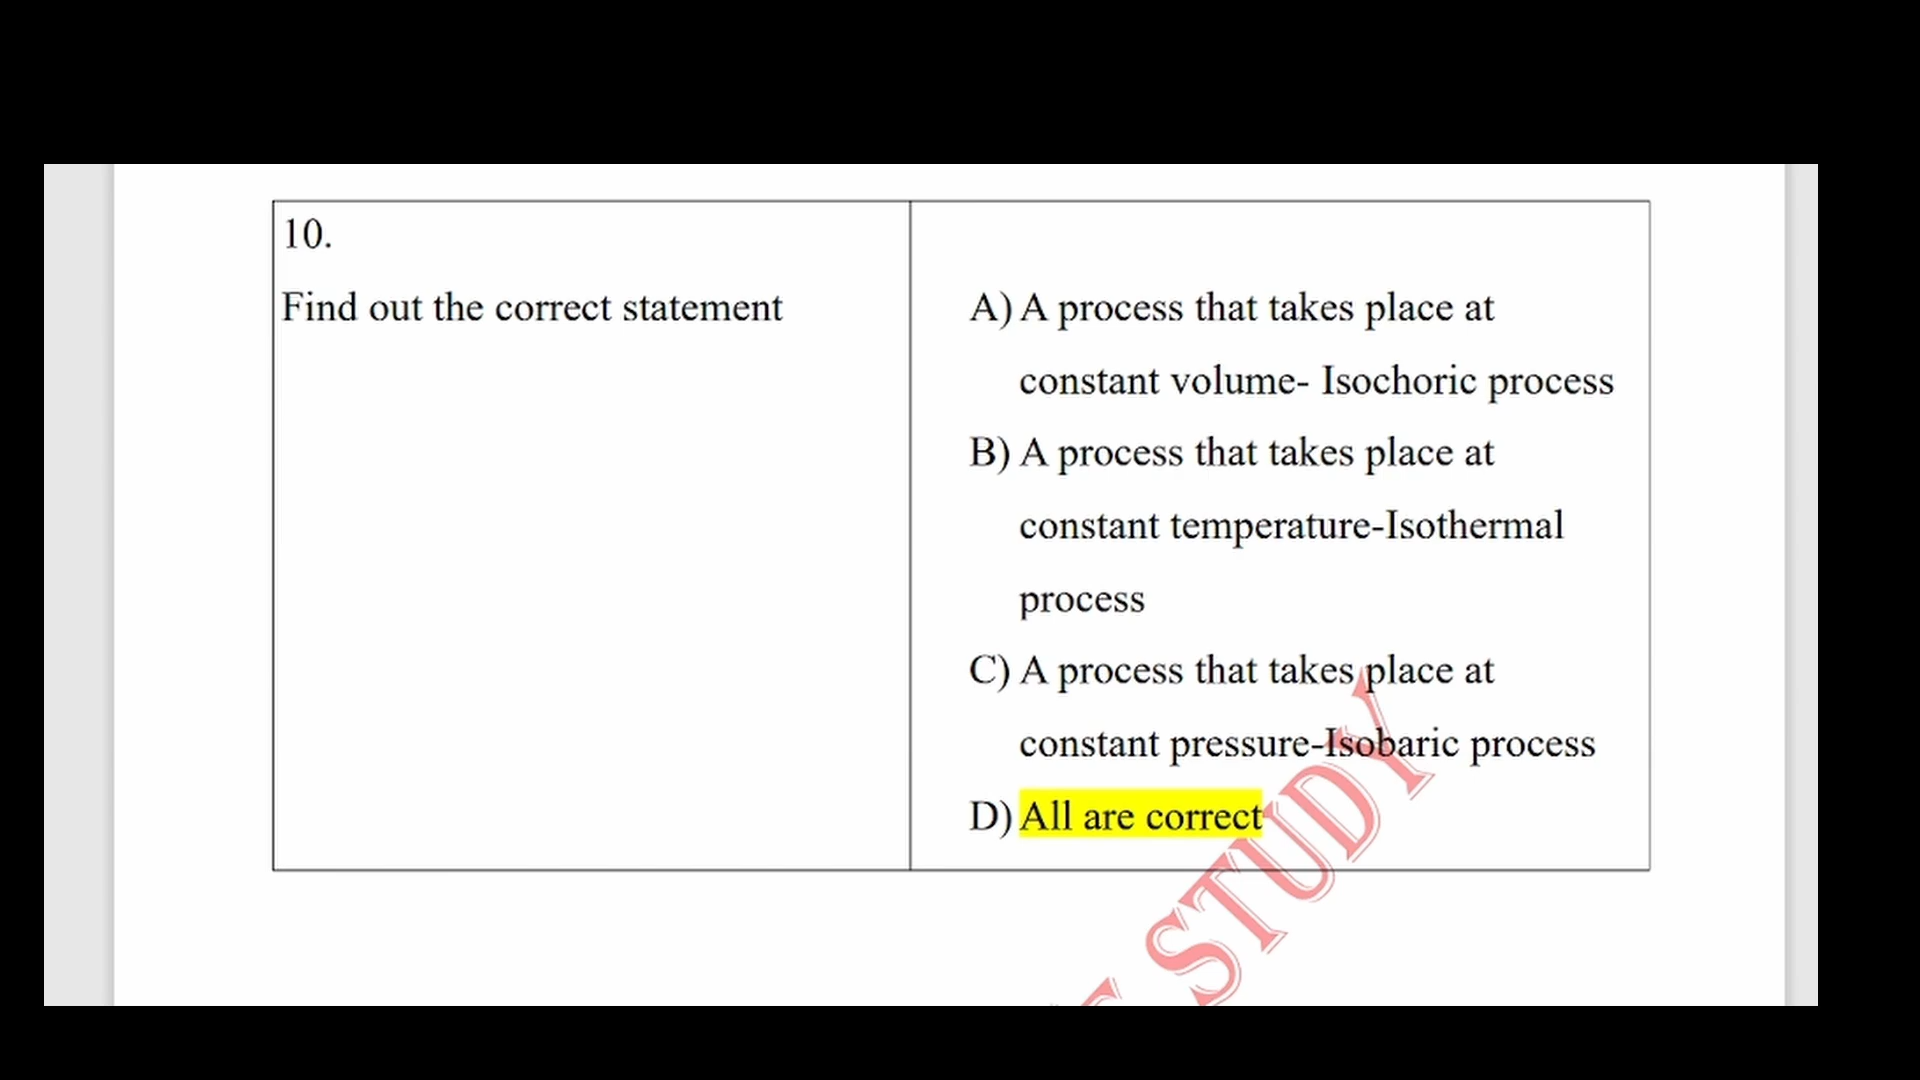 10.
Find out the correct statement
A) A process that takes place at
constant volume- Isochoric process
B) A process that takes place at
constant temperature-Isothermal
process
C) A process that takes place at
constant pressure-Isobaric process
D) All are correct
STUDY